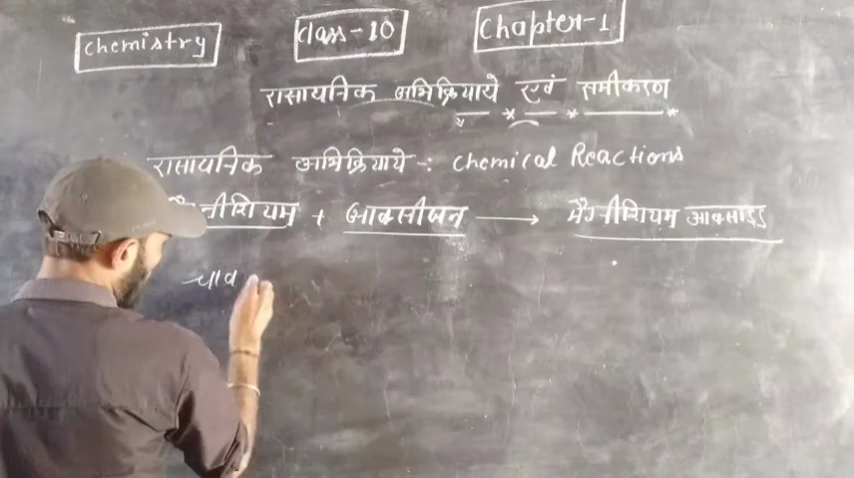 Chemistry Class-10 Chapter-1
रासायनिक अभिक्रियाये एवं समीकरण
रासायनिक अभिक्रियाये -: Chemical Reactions
नीशियम + आक्सीजन → मैग्नीशियम आक्साइड
चाव